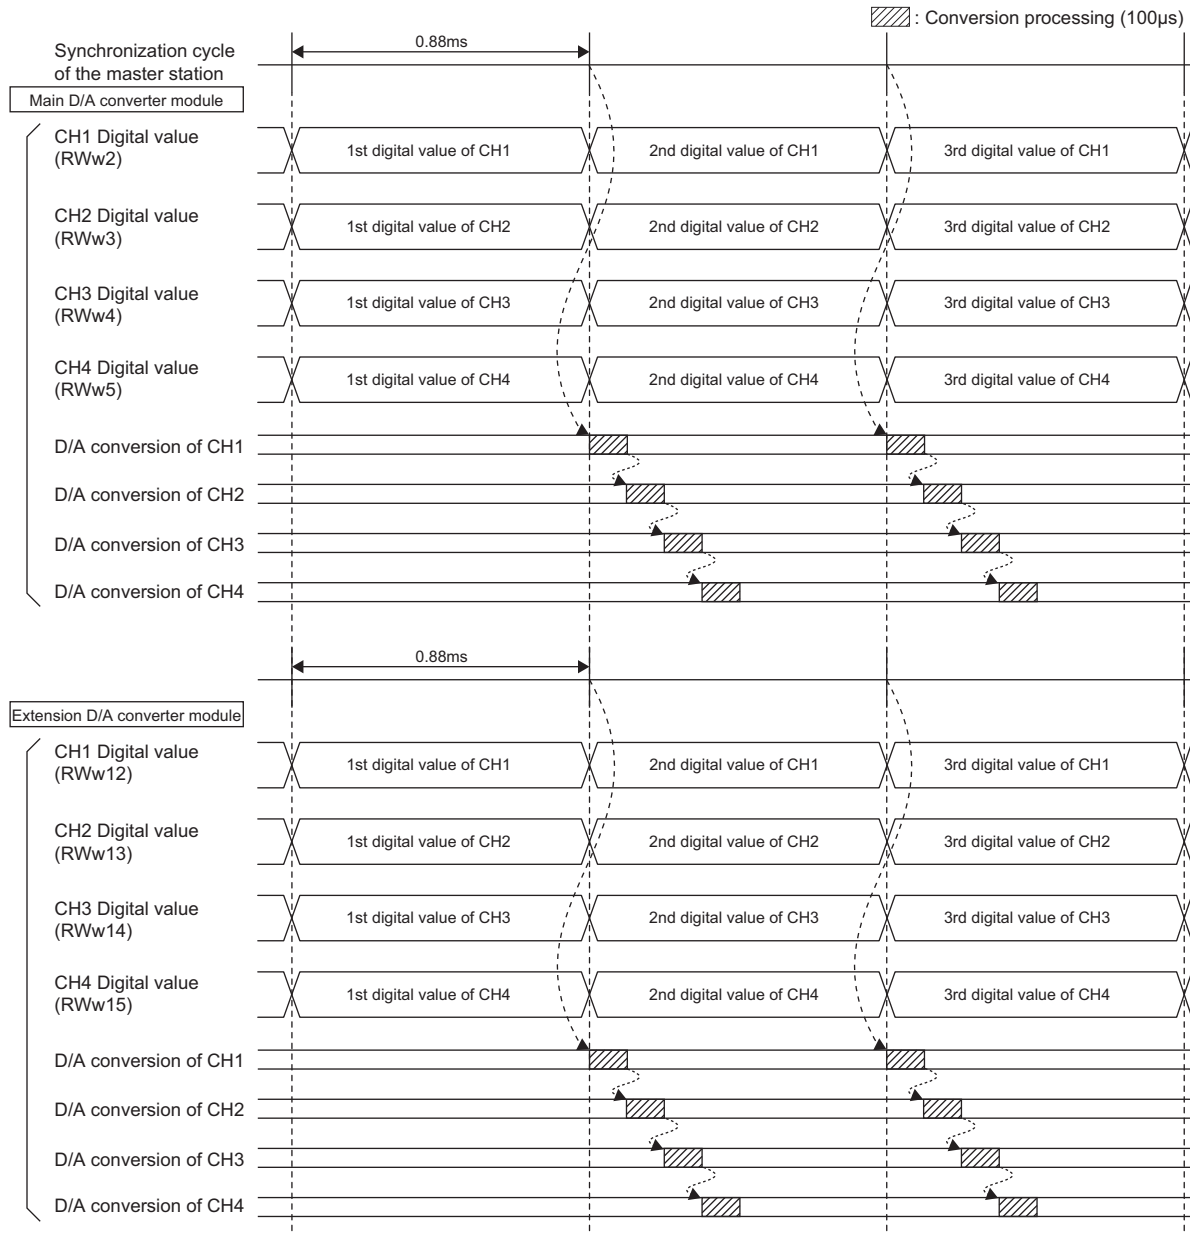 : Conversion processing (100µs)
Synchronization cycle
of the master station
0.88ms
Main D/A converter module
CH1 Digital value
(RWw2)
1st digital value of CH1
2nd digital value of CH1
3rd digital value of CH1
CH2 Digital value
(RWw3)
1st digital value of CH2
2nd digital value of CH2
3rd digital value of CH2
CH3 Digital value
(RWw4)
1st digital value of CH3
2nd digital value of CH3
3rd digital value of CH3
CH4 Digital value
(RWw5)
1st digital value of CH4
2nd digital value of CH4
3rd digital value of CH4
D/A conversion of CH1
D/A conversion of CH2
D/A conversion of CH3
D/A conversion of CH4
0.88ms
Extension D/A converter module
CH1 Digital value
(RWw12)
1st digital value of CH1
2nd digital value of CH1
3rd digital value of CH1
CH2 Digital value
(RWw13)
1st digital value of CH2
2nd digital value of CH2
3rd digital value of CH2
CH3 Digital value
(RWw14)
1st digital value of CH3
2nd digital value of CH3
3rd digital value of CH3
CH4 Digital value
(RWw15)
1st digital value of CH4
2nd digital value of CH4
3rd digital value of CH4
D/A conversion of CH1
D/A conversion of CH2
D/A conversion of CH3
D/A conversion of CH4